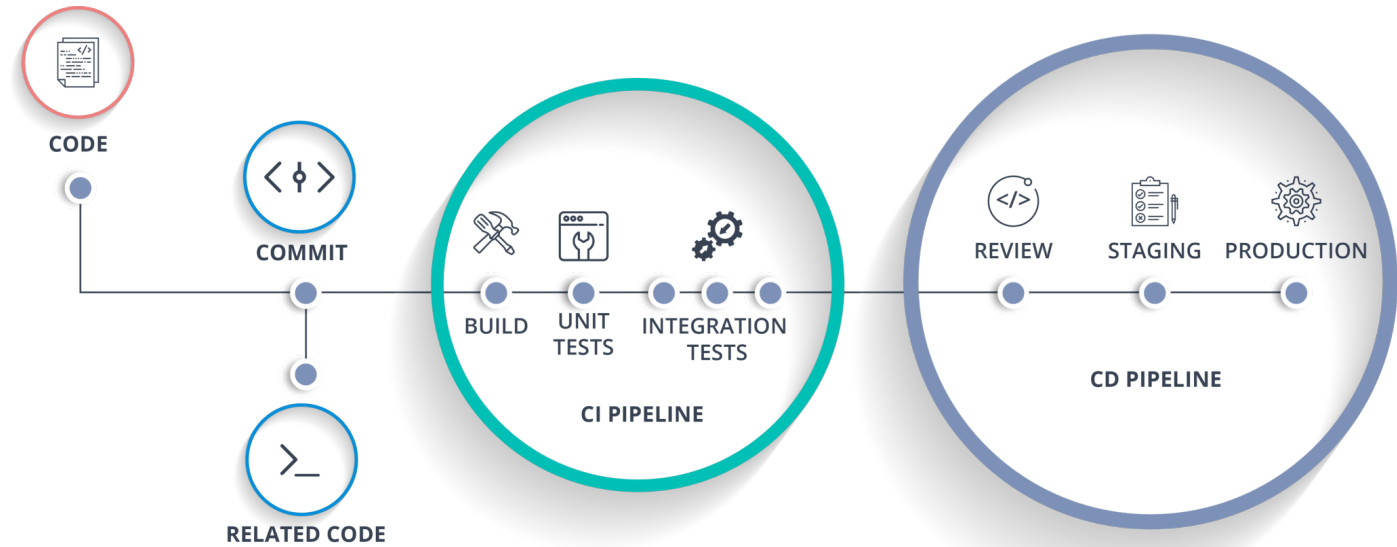 CODE
COMMIT
RELATED CODE
BUILD
UNIT
TESTS
INTEGRATION
TESTS
CI PIPELINE
REVIEW
STAGING
PRODUCTION
CD PIPELINE